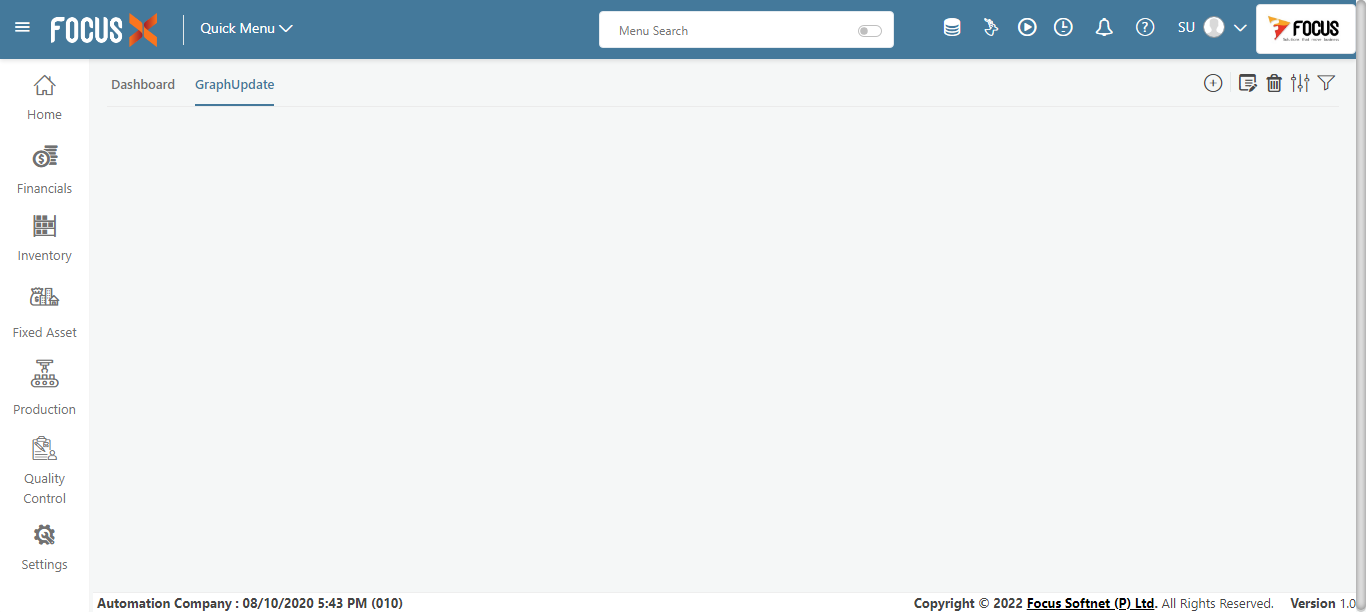 FOCUS X
Quick Menu
Menu Search
SU
FOCUS
Dashboard
GraphUpdate
Home
Financials
Inventory
Fixed Asset
Production
Quality
Control
Settings
Automation Company : 08/10/2020 5:43 PM (010)
Copyright © 2022 Focus Softnet (P) Ltd. All Rights Reserved. Version 1.0